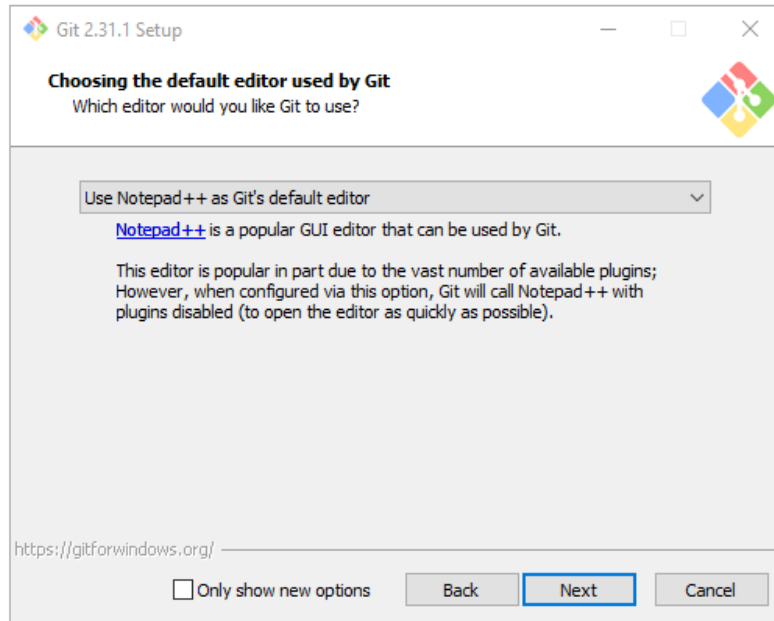 Git 2.31.1 Setup
Choosing the default editor used by Git
Which editor would you like Git to use?
Use Notepad++ as Git's default editor
Notepad++ is a popular GUI editor that can be used by Git.
This editor is popular in part due to the vast number of available plugins;
However, when configured via this option, Git will call Notepad++ with
plugins disabled (to open the editor as quickly as possible).
https://gitforwindows.org/
Only show new options
Back
Next
Cancel